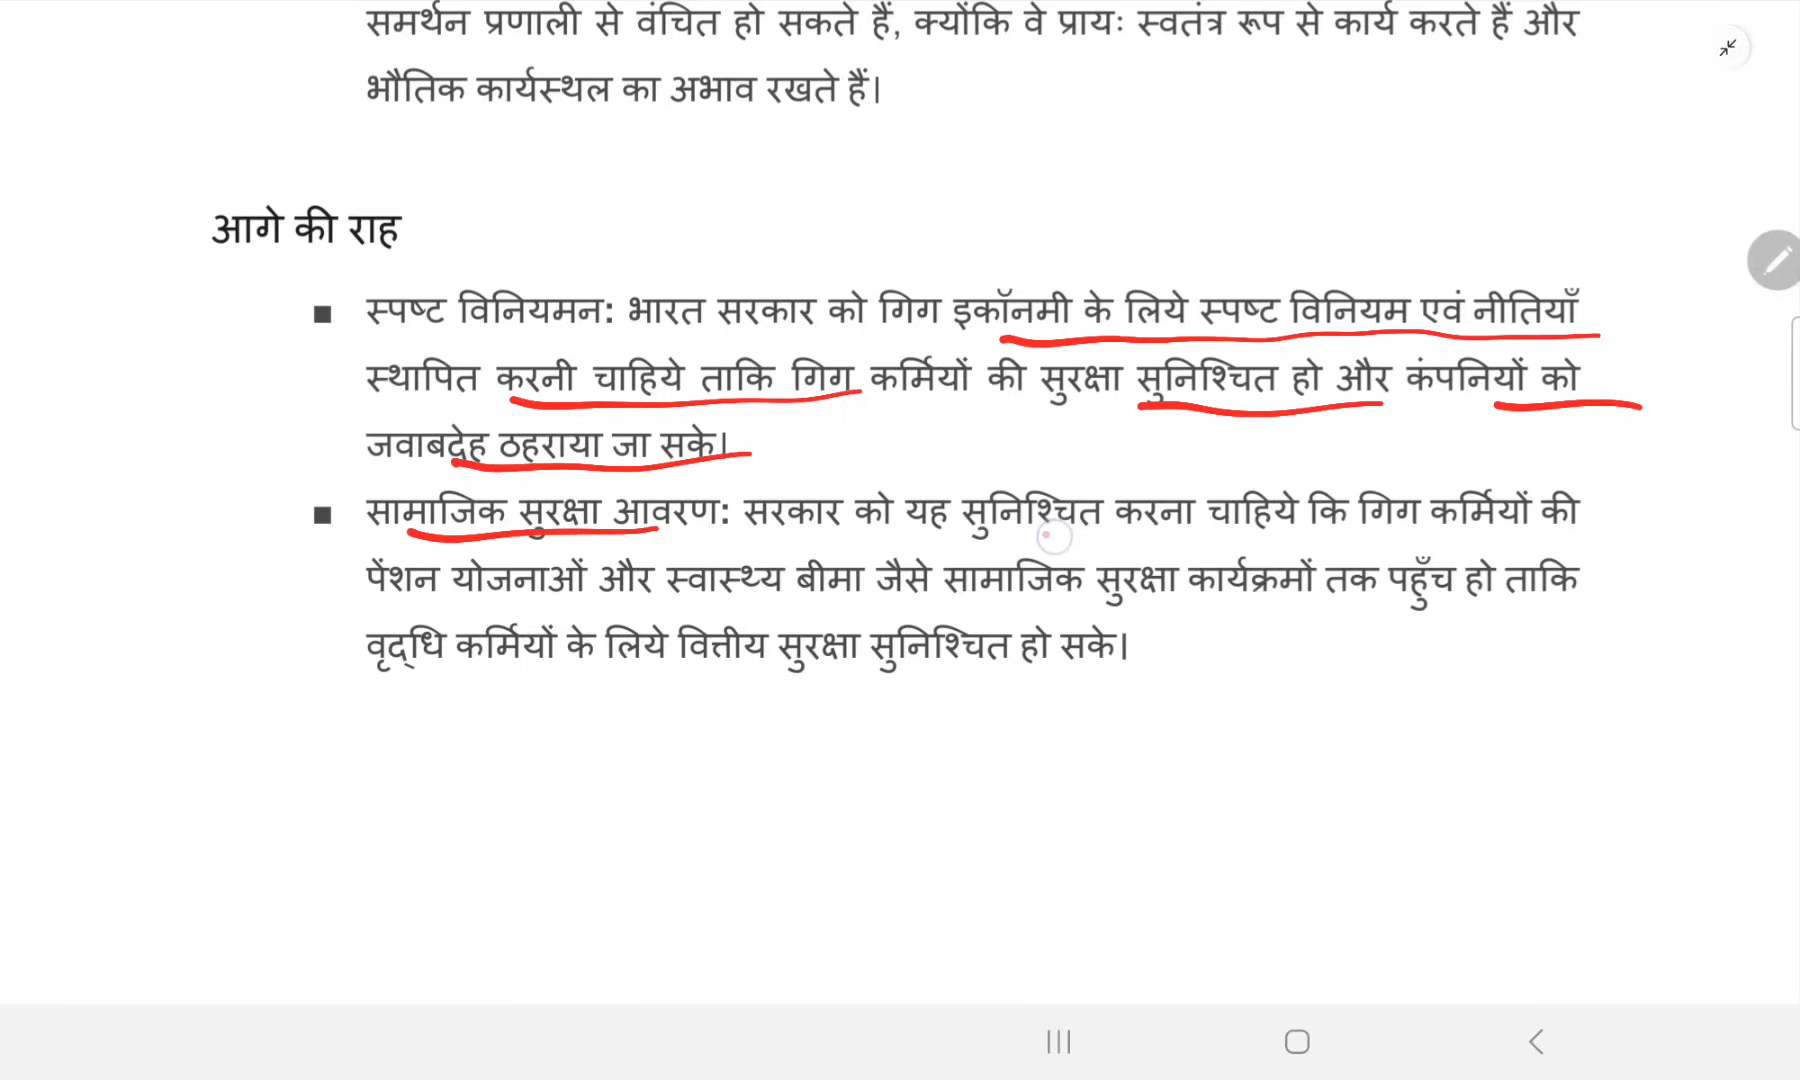 समर्थन प्रणाली से वंचित हो सकते हैं, क्योंकि वे प्रायः स्वतंत्र रूप से कार्य करते हैं और
भौतिक कार्यस्थल का अभाव रखते हैं।
आगे की राह
■ स्पष्ट विनियमन: भारत सरकार को गिग इकॉनमी के लिये स्पष्ट विनियम एवं नीतियाँ
स्थापित करनी चाहिये ताकि गिग कर्मियों की सुरक्षा सुनिश्चित हो और कंपनियों को
जवाबदेह ठहराया जा सके।
■ सामाजिक सुरक्षा आवरण: सरकार को यह सुनिश्चित करना चाहिये कि गिग कर्मियों की
पेंशन योजनाओं और स्वास्थ्य बीमा जैसे सामाजिक सुरक्षा कार्यक्रमों तक पहुँच हो ताकि
वृद्धि कर्मियों के लिये वित्तीय सुरक्षा सुनिश्चित हो सके।